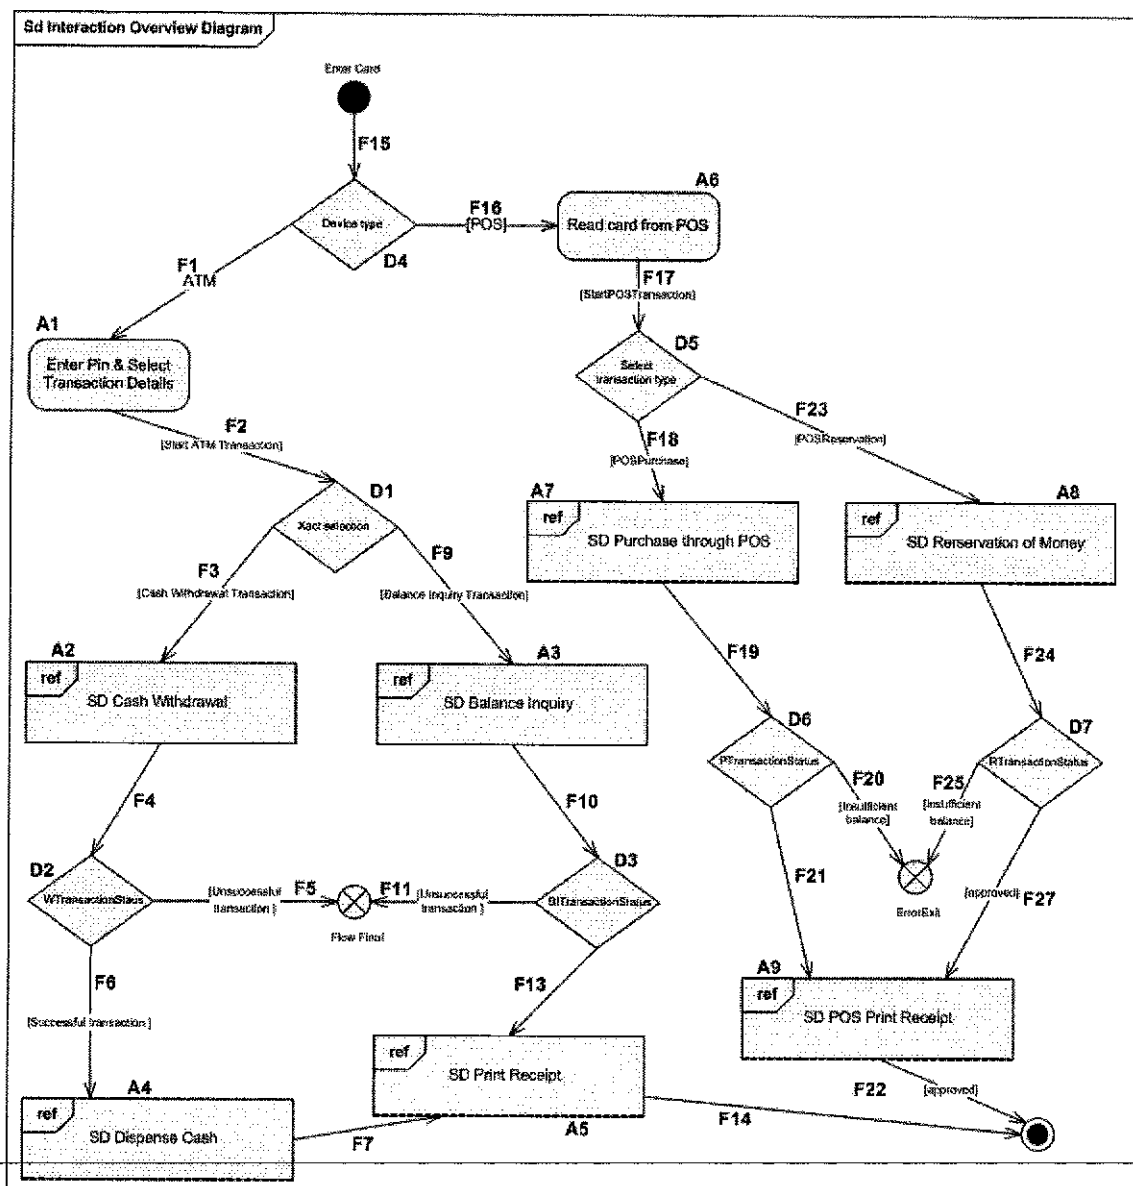 Sd Interaction Overview Diagram
Enter Card
F15
A6
Device type
F16
[POS]
Read card from POS
D4
F1
ATM
F17
[StartPOSTransaction]
A1
Enter Pin & Select
Transaction Details
D5
Select
transaction type
F2
[Start ATM Transaction]
F23
[POSReservation]
F18
[POSPurchase]
D1
Xact selection
A7
ref
SD Purchase through POS
A8
ref
SD Rerservation of Money
F3
[Cash Withdrawal Transaction]
F9
[Balance Inquiry Transaction]
A2
ref
SD Cash Withdrawal
A3
ref
SD Balance Inquiry
F19
F24
D6
PTransactionStatus
D7
RTransactionStatus
F4
F10
F20
[Insufficient
balance]
F25
[Insufficient
balance]
D2
WTransactionStaus
[Unsuccessful
transaction ]
F5
F11
[Unsuccessful
transaction ]
D3
BITransactionStatus
Flow Final
F21
ErrorExit
[approved]
F27
F6
[Successful transaction ]
F13
A9
ref
SD POS Print Receipt
ref
SD Print Receipt
A5
A4
ref
SD Dispense Cash
F7
F14
F22
[approved]